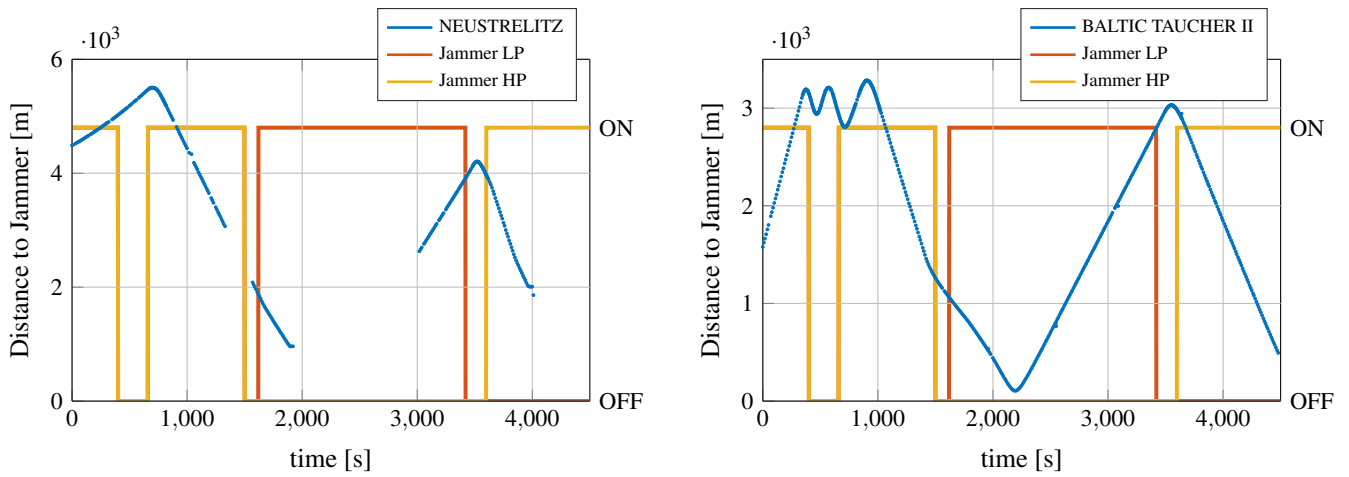 ·10³
NEUSTRELITZ
Jammer LP
Jammer HP
6
4
2
0
Distance to Jammer [m]
ON
OFF
0
1,000
2,000
3,000
4,000
time [s]
·10³
BALTIC TAUCHER II
Jammer LP
Jammer HP
3
2
1
0
Distance to Jammer [m]
ON
OFF
0
1,000
2,000
3,000
4,000
time [s]